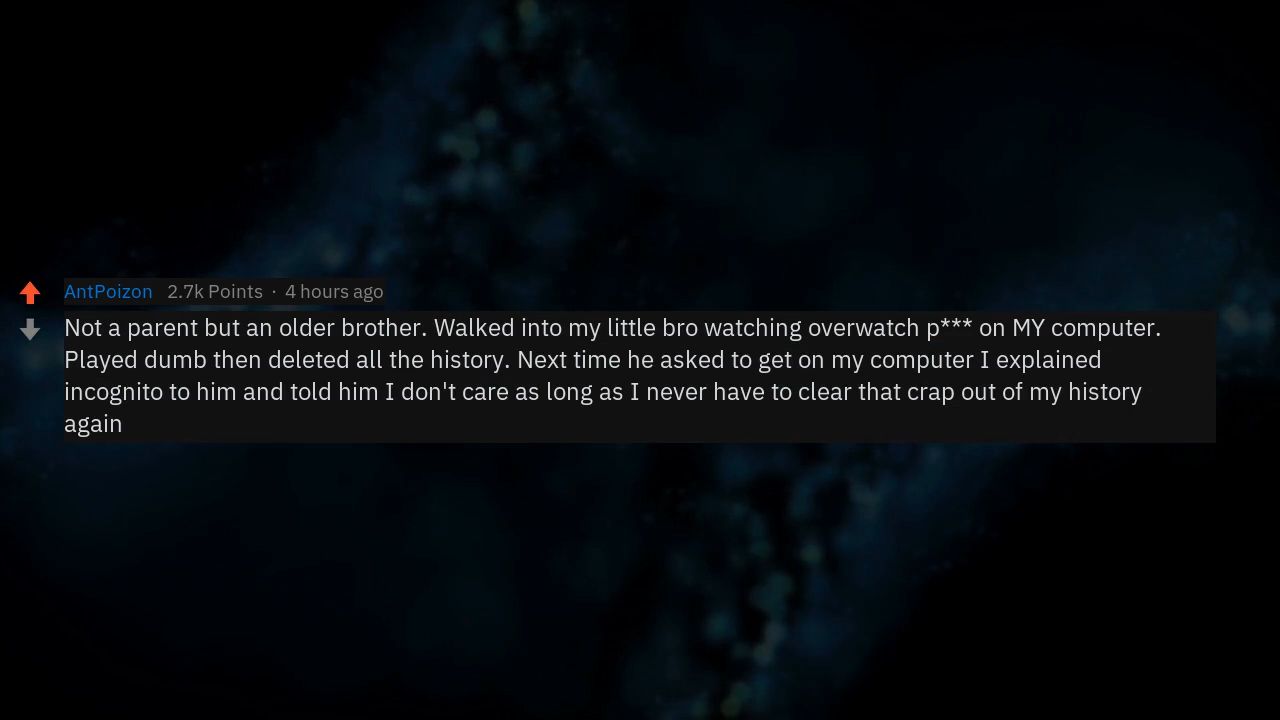 AntPoizon 2.7k Points · 4 hours ago
Not a parent but an older brother. Walked into my little bro watching overwatch p*** on MY computer.
Played dumb then deleted all the history. Next time he asked to get on my computer I explained
incognito to him and told him I don't care as long as I never have to clear that crap out of my history
again